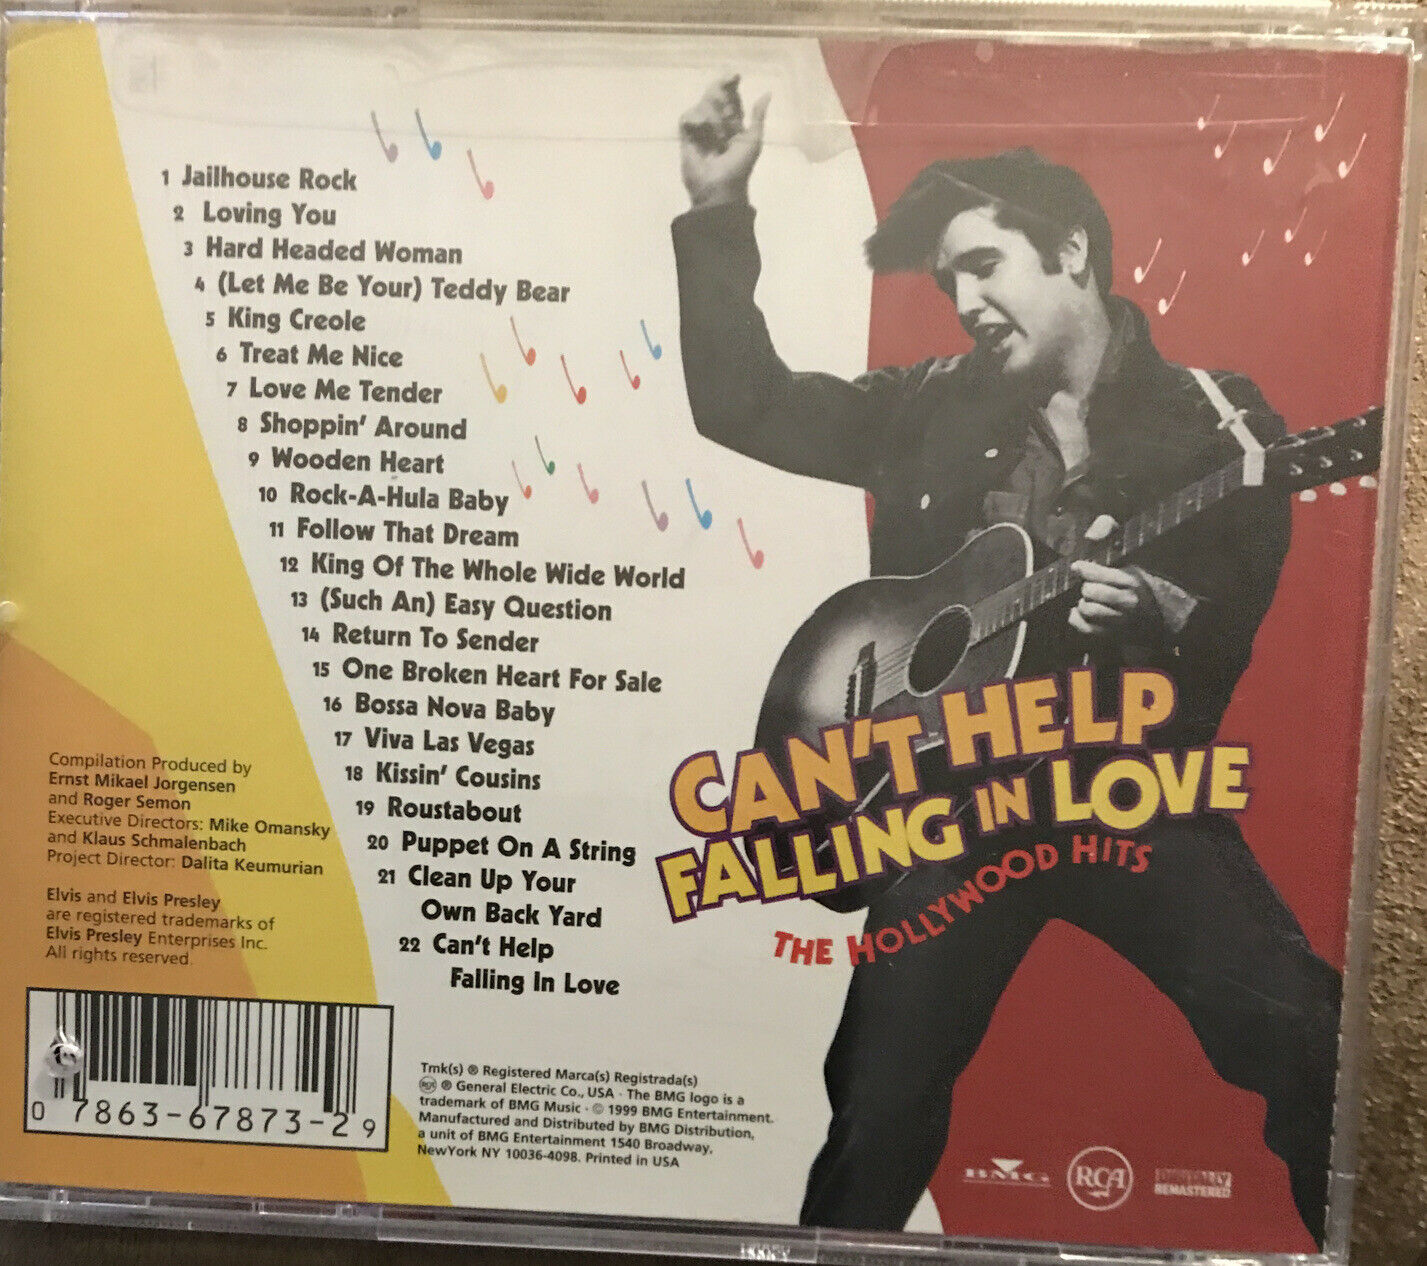 1 Jailhouse Rock
2 Loving You
3 Hard Headed Woman
4 (Let Me Be Your) Teddy Bear
5 King Creole
6 Treat Me Nice
7 Love Me Tender
8 Shoppin' Around
9 Wooden Heart
10 Rock-A-Hula Baby
11 Follow That Dream
12 King Of The Whole Wide World
13 (Such An) Easy Question
14 Return To Sender
15 One Broken Heart For Sale
16 Bossa Nova Baby
17 Viva Las Vegas
18 Kissin' Cousins
19 Roustabout
20 Puppet On A String
21 Clean Up Your
Own Back Yard
22 Can't Help
Falling In Love
CAN'T HELP
FALLING IN LOVE
THE HOLLYWOOD HITS
Compilation Produced by
Ernst Mikael Jorgensen
and Roger Semon
Executive Directors: Mike Omansky
and Klaus Schmalenbach
Project Director: Dalita Keumurian
Elvis and Elvis Presley
are registered trademarks of
Elvis Presley Enterprises Inc.
All rights reserved.
0 7863-67873-2 9
Tmk(s) ® Registered Marca(s) Registrada(s)
RCA ® General Electric Co., USA · The BMG logo is a
trademark of BMG Music · © 1999 BMG Entertainment.
Manufactured and Distributed by BMG Distribution,
a unit of BMG Entertainment 1540 Broadway,
NewYork NY 10036-4098. Printed in USA
BMG
RCA
DIGITALLY
REMASTERED